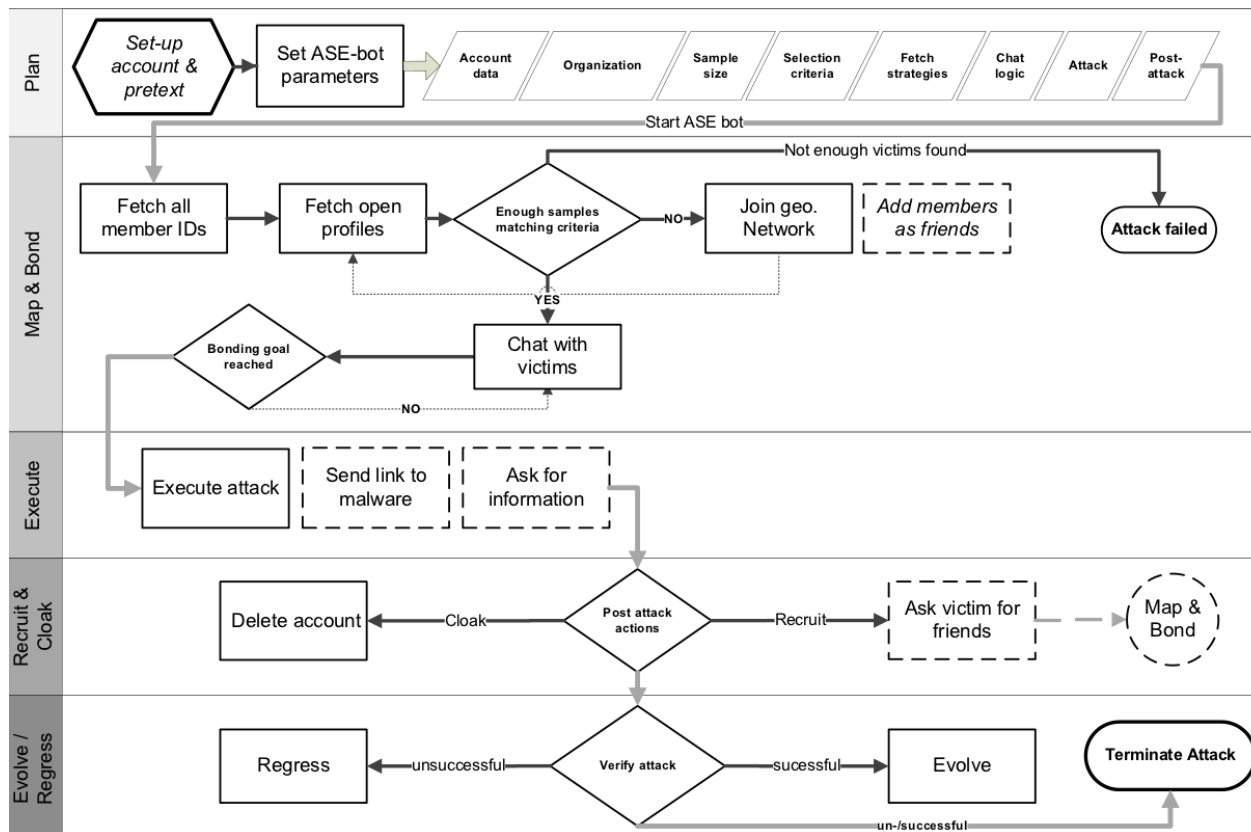 Plan
Set-up
account &
pretext
Set ASE-bot
parameters
Account
data
Organization
Sample
size
Selection
criteria
Fetch
strategies
Chat
logic
Attack
Post-
attack
Start ASE bot
Map & Bond
Not enough victims found
Fetch all
member IDs
Fetch open
profiles
Enough samples
matching criteria
NO
Join geo.
Network
Add members
as friends
Attack failed
YES
Bonding goal
reached
Chat with
victims
NO
Execute
Execute attack
Send link to
malware
Ask for
information
Recruit &
Cloak
Delete account
Cloak
Post attack
actions
Recruit
Ask victim for
friends
Map &
Bond
Evolve /
Regress
Regress
unsuccessful
Verify attack
sucessful
Evolve
Terminate Attack
un-/successful